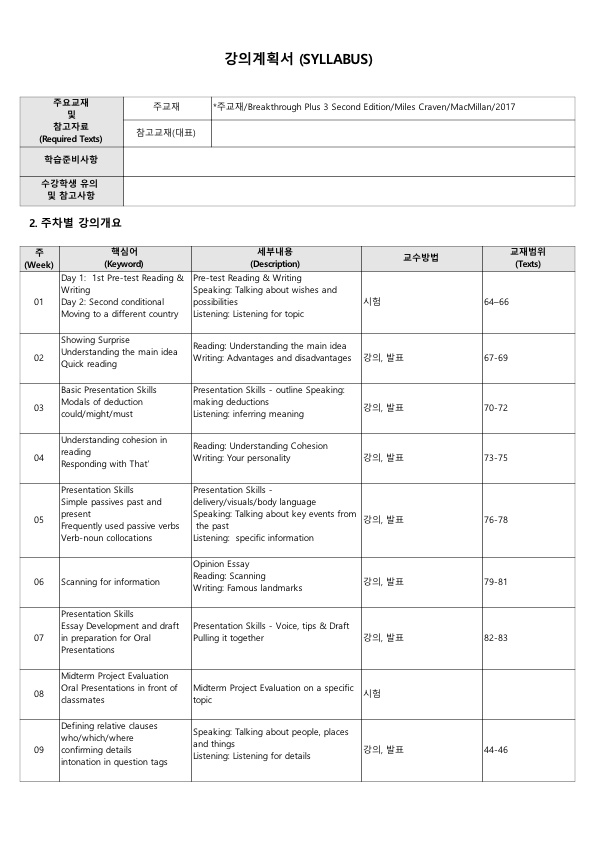 강의계획서 (SYLLABUS)
주요교재
및
참고자료
(Required Texts)
주교재
*주교재/Breakthrough Plus 3 Second Edition/Miles Craven/MacMillan/2017
참고교재(대표)
학습준비사항
수강학생 유의
및 참고사항
2. 주차별 강의개요
주
(Week)
핵심어
(Keyword)
세부내용
(Description)
교수방법
교재범위
(Texts)
01
Day 1:  1st Pre-test Reading &
Writing
Day 2: Second conditional
Moving to a different country
Pre-test Reading & Writing
Speaking: Talking about wishes and
possibilities
Listening: Listening for topic
시험
64–66
02
Showing Surprise
Understanding the main idea
Quick reading
Reading: Understanding the main idea
Writing: Advantages and disadvantages
강의, 발표
67-69
03
Basic Presentation Skills
Modals of deduction
could/might/must
Presentation Skills - outline Speaking:
making deductions
Listening: inferring meaning
강의, 발표
70-72
04
Understanding cohesion in
reading
Responding with That'
Reading: Understanding Cohesion
Writing: Your personality
강의, 발표
73-75
05
Presentation Skills
Simple passives past and
present
Frequently used passive verbs
Verb-noun collocations
Presentation Skills -
delivery/visuals/body language
Speaking: Talking about key events from
the past
Listening:  specific information
강의, 발표
76-78
06
Scanning for information
Opinion Essay
Reading: Scanning
Writing: Famous landmarks
강의, 발표
79-81
07
Presentation Skills
Essay Development and draft
in preparation for Oral
Presentations
Presentation Skills - Voice, tips & Draft
Pulling it together
강의, 발표
82-83
08
Midterm Project Evaluation
Oral Presentations in front of
classmates
Midterm Project Evaluation on a specific
topic
시험
09
Defining relative clauses
who/which/where
confirming details
intonation in question tags
Speaking: Talking about people, places
and things
Listening: Listening for details
강의, 발표
44-46